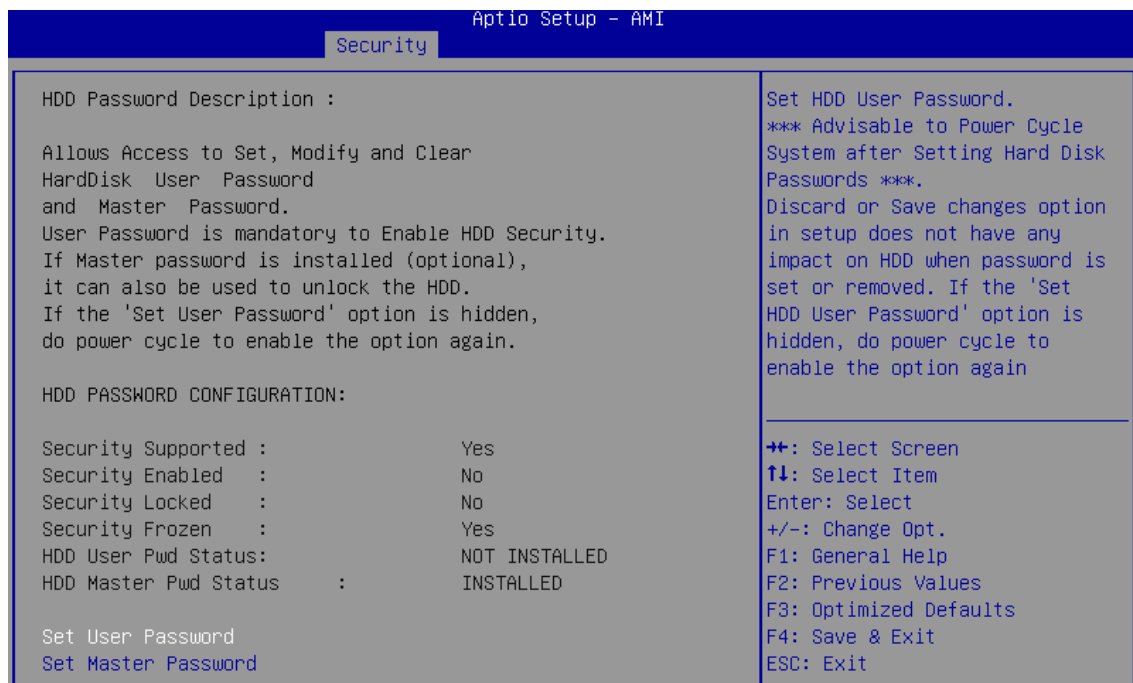 Aptio Setup – AMI
Security
HDD Password Description :
Allows Access to Set, Modify and Clear
HardDisk User Password
and Master Password.
User Password is mandatory to Enable HDD Security.
If Master password is installed (optional),
it can also be used to unlock the HDD.
If the 'Set User Password' option is hidden,
do power cycle to enable the option again.
HDD PASSWORD CONFIGURATION:
Security Supported : Yes
Security Enabled : No
Security Locked : No
Security Frozen : Yes
HDD User Pwd Status: NOT INSTALLED
HDD Master Pwd Status : INSTALLED
Set User Password
Set Master Password
Set HDD User Password.
*** Advisable to Power Cycle
System after Setting Hard Disk
Passwords ***.
Discard or Save changes option
in setup does not have any
impact on HDD when password is
set or removed. If the 'Set
HDD User Password' option is
hidden, do power cycle to
enable the option again
→←: Select Screen
↑↓: Select Item
Enter: Select
+/-: Change Opt.
F1: General Help
F2: Previous Values
F3: Optimized Defaults
F4: Save & Exit
ESC: Exit